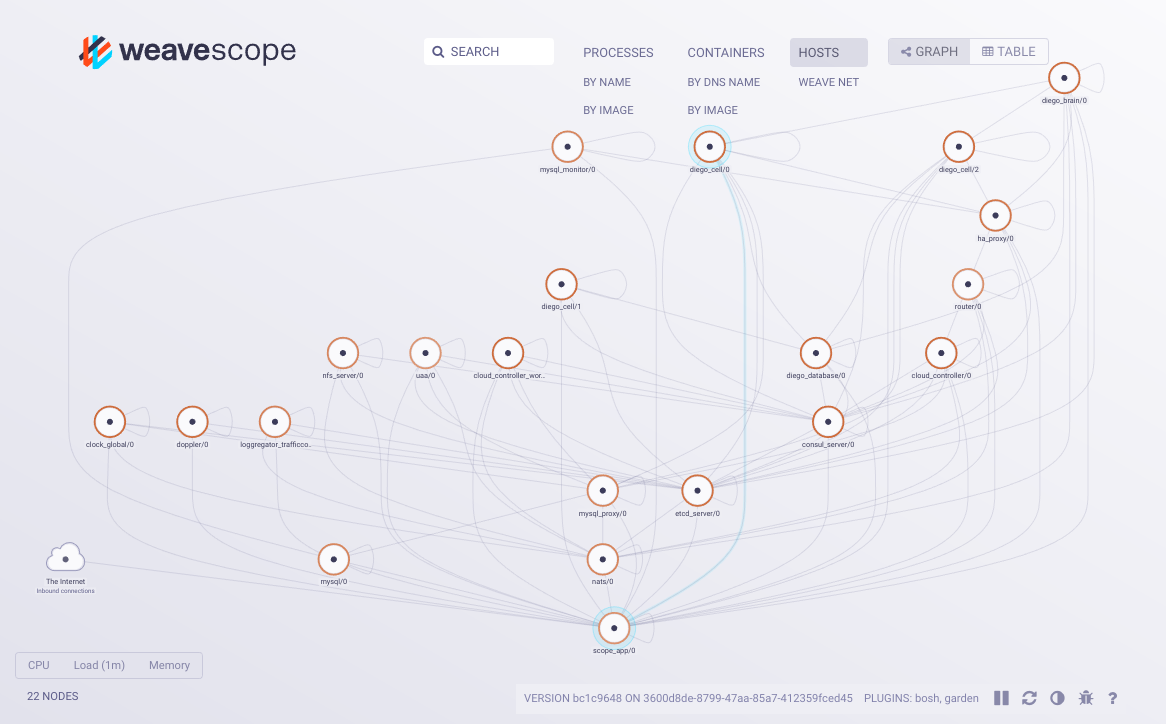 weavescope
SEARCH
PROCESSES
CONTAINERS
HOSTS
GRAPH
TABLE
BY NAME
BY DNS NAME
WEAVE NET
BY IMAGE
BY IMAGE
diego_brain/0
mysql_monitor/0
diego_cell/0
diego_cell/2
ha_proxy/0
diego_cell/1
router/0
nfs_server/0
uaa/0
cloud_controller_wor..
diego_database/0
cloud_controller/0
clock_global/0
doppler/0
loggregator_trafficco..
consul_server/0
mysql_proxy/0
etcd_server/0
The Internet
Inbound connections
mysql/0
nats/0
scope_app/0
CPU Load (1m) Memory
22 NODES
VERSION bc1c9648 ON 3600d8de-8799-47aa-85a7-412359fced45 PLUGINS: bosh, garden
?